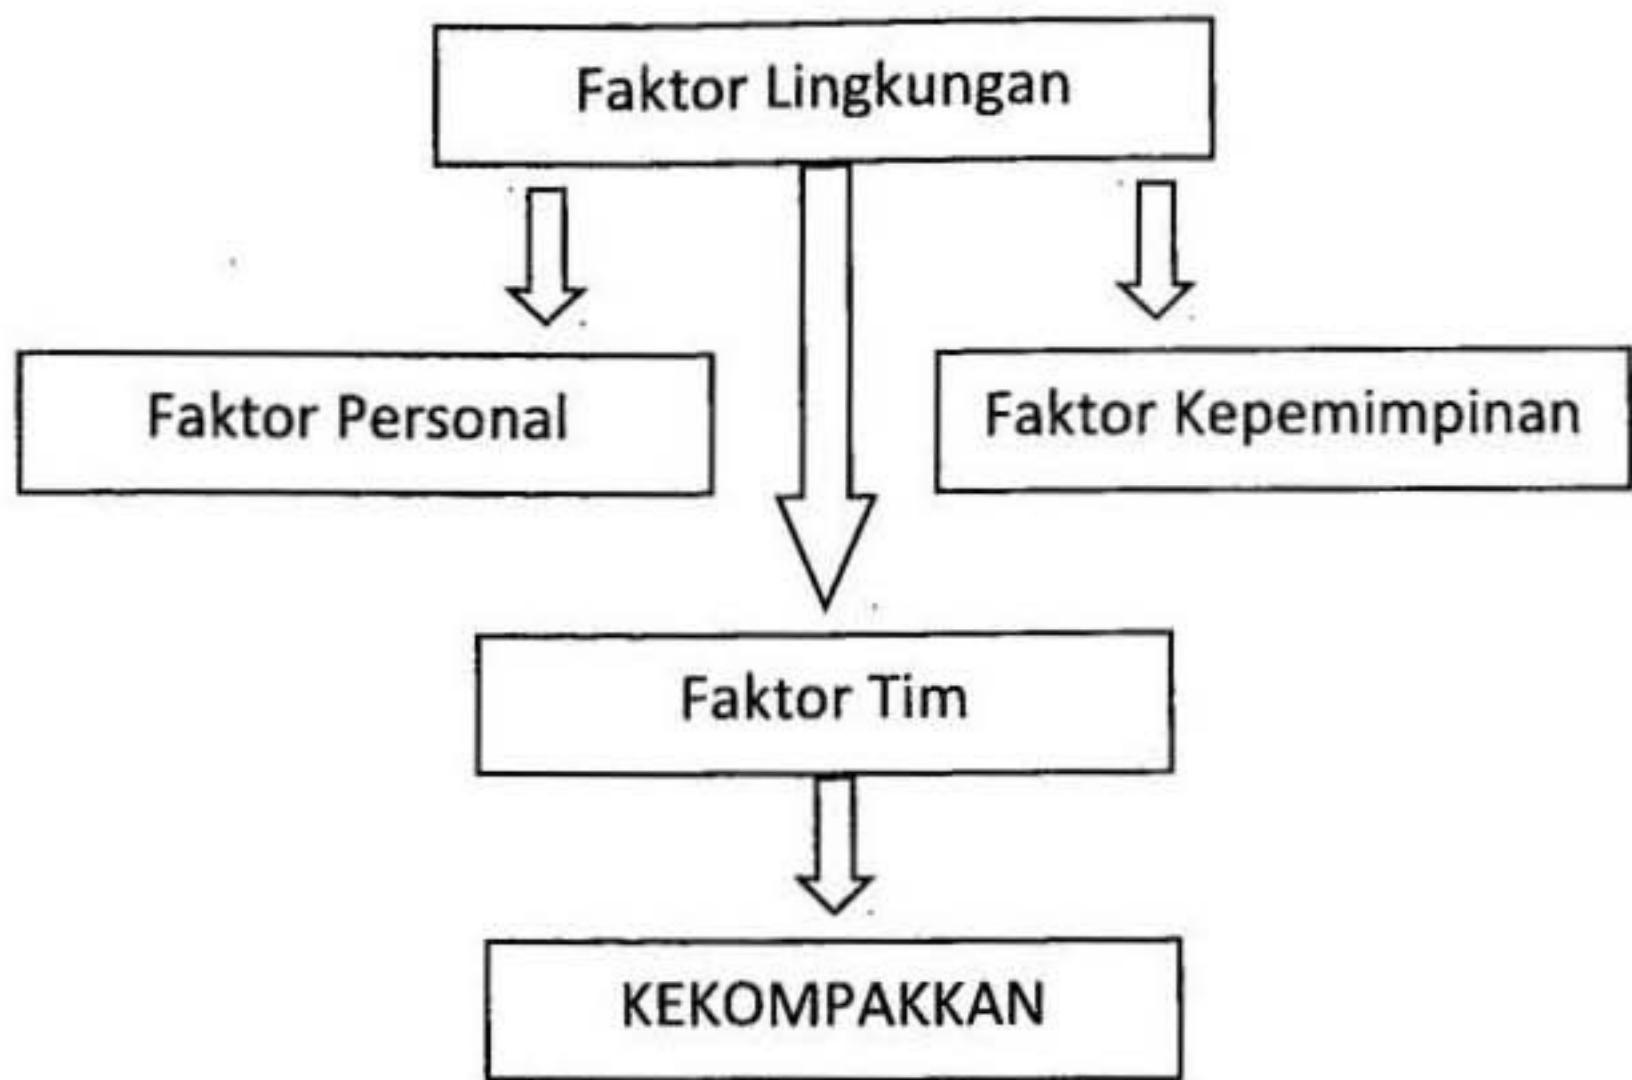 Faktor Lingkungan
Faktor Personal
Faktor Kepemimpinan
Faktor Tim
KEKOMPAKKAN